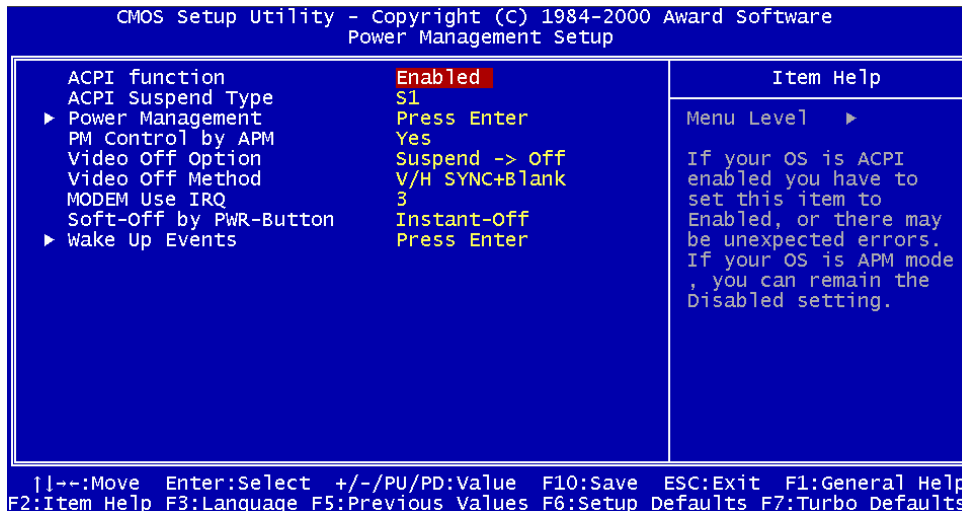 CMOS Setup Utility - Copyright (C) 1984-2000 Award Software
Power Management Setup
ACPI function Enabled
ACPI Suspend Type S1
▶ Power Management Press Enter
PM Control by APM Yes
Video Off Option Suspend -> Off
Video Off Method V/H SYNC+Blank
MODEM Use IRQ 3
Soft-Off by PWR-Button Instant-Off
▶ Wake Up Events Press Enter
Item Help
Menu Level ▶
If your OS is ACPI
enabled you have to
set this item to
Enabled, or there may
be unexpected errors.
If your OS is APM mode
, you can remain the
Disabled setting.
↑↓→←:Move Enter:Select +/-/PU/PD:Value F10:Save ESC:Exit F1:General Help
F2:Item Help F3:Language F5:Previous Values F6:Setup Defaults F7:Turbo Defaults